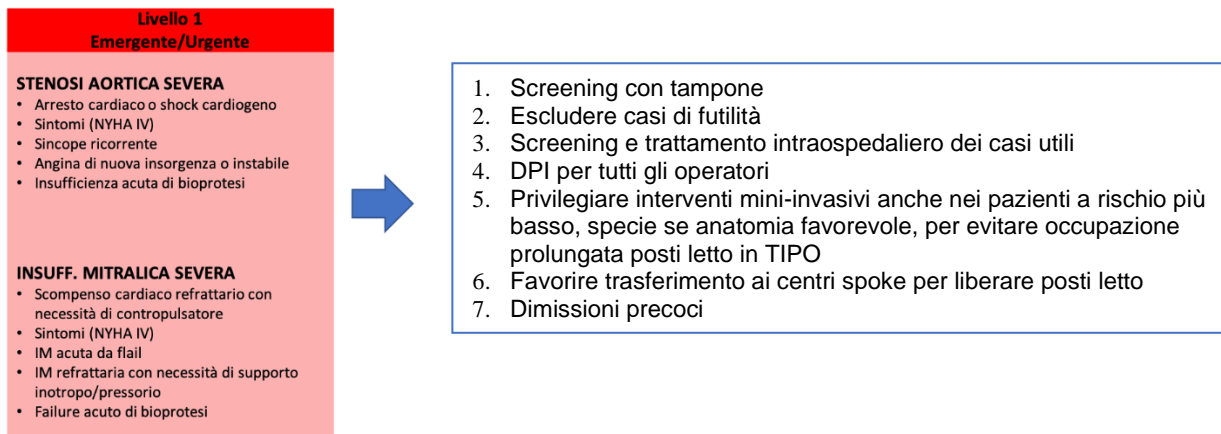 Livello 1
Emergente/Urgente
STENOSI AORTICA SEVERA
• Arresto cardiaco o shock cardiogeno
• Sintomi (NYHA IV)
• Sincope ricorrente
• Angina di nuova insorgenza o instabile
• Insufficienza acuta di bioprotesi
INSUFF. MITRALICA SEVERA
• Scompenso cardiaco refrattario con
necessità di contropulsatore
• Sintomi (NYHA IV)
• IM acuta da flail
• IM refrattaria con necessità di supporto
inotropo/pressorio
• Failure acuto di bioprotesi
1. Screening con tampone
2. Escludere casi di futilità
3. Screening e trattamento intraospedaliero dei casi utili
4. DPI per tutti gli operatori
5. Privilegiare interventi mini-invasivi anche nei pazienti a rischio più
basso, specie se anatomia favorevole, per evitare occupazione
prolungata posti letto in TIPO
6. Favorire trasferimento ai centri spoke per liberare posti letto
7. Dimissioni precoci